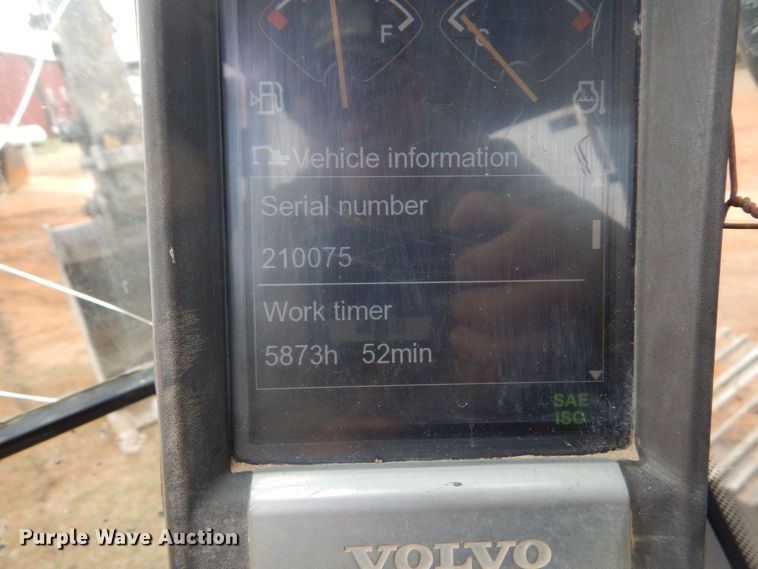 F
C
Vehicle information
Serial number
210075
Work timer
5873h 52min
SAE
ISO
VOLVO
Purple Wave Auction®